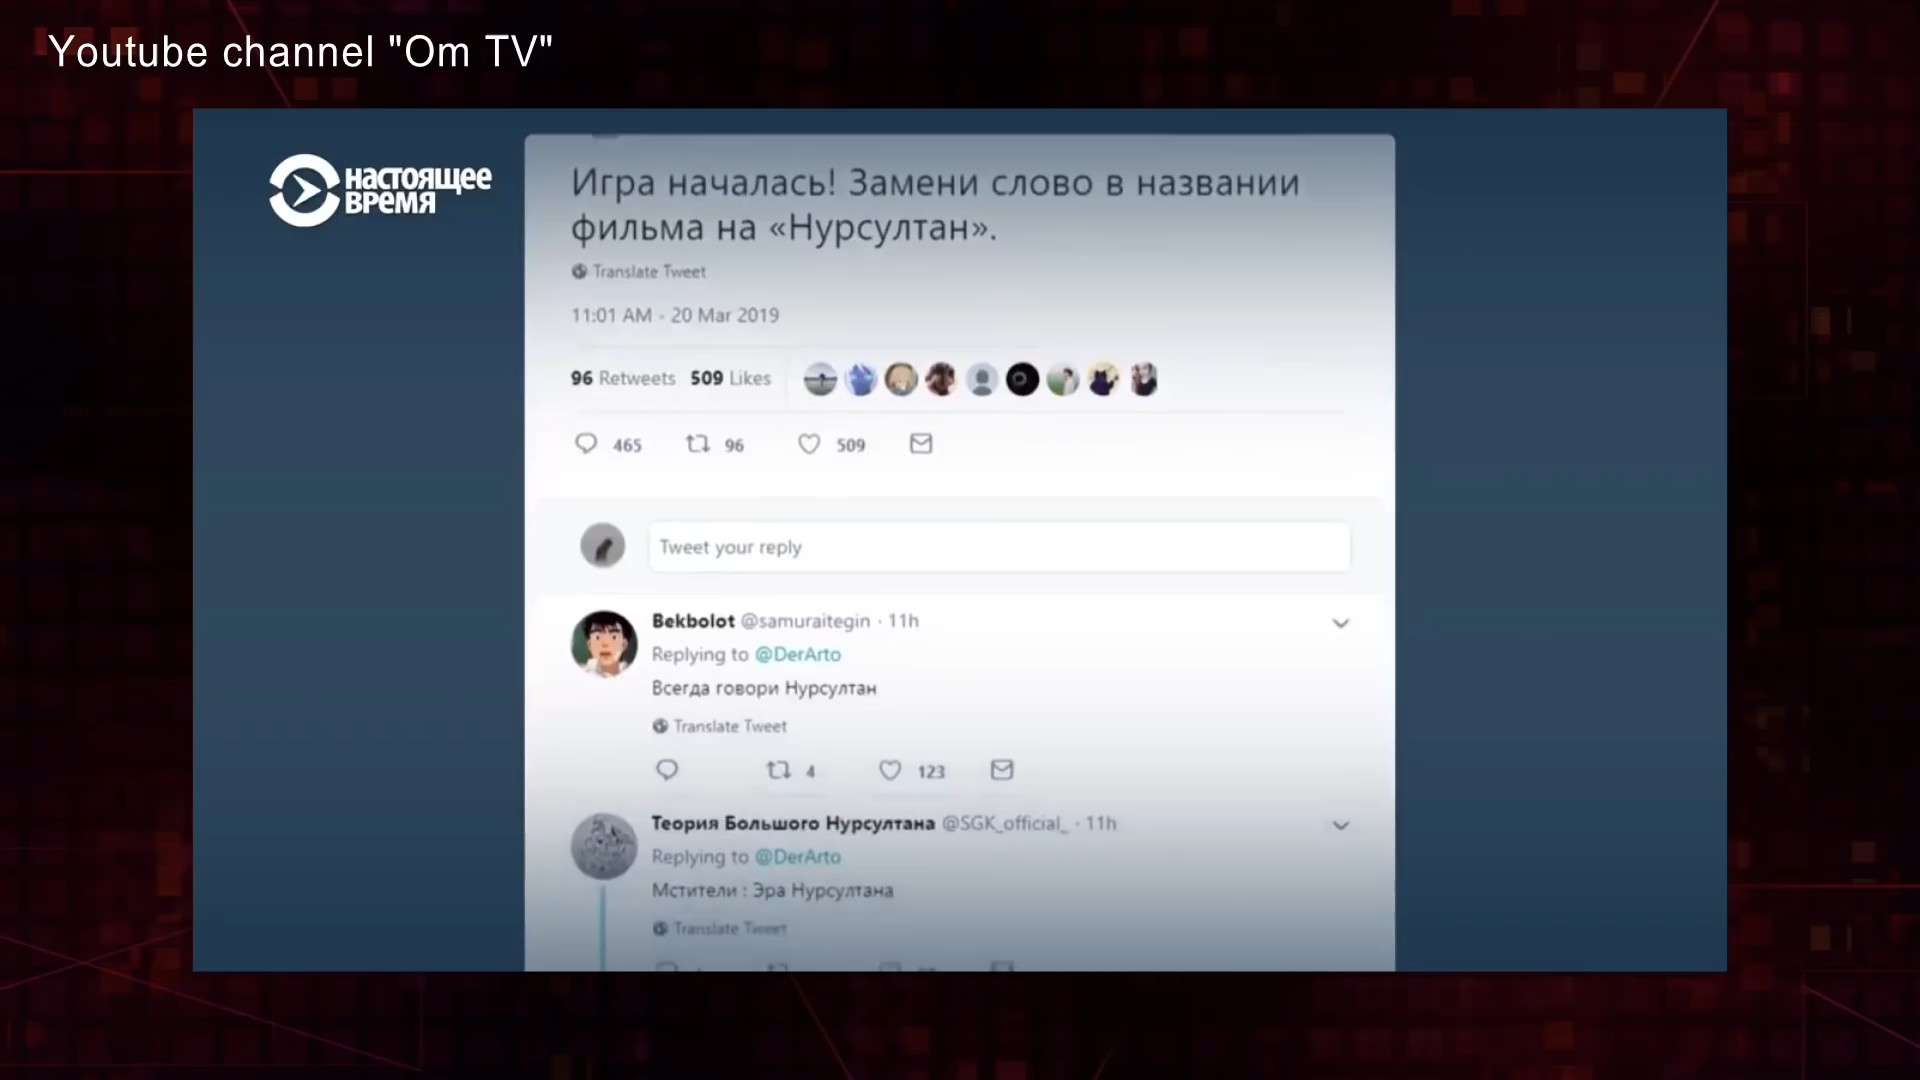 Youtube channel "Om TV"
настоящее
время
Игра началась! Замени слово в названии
фильма на «Нурсултан».
Translate Tweet
11:01 AM - 20 Mar 2019
96 Retweets 509 Likes
465 96 509
Tweet your reply
Bekbolot @samuraitegin · 11h
Replying to @DerArto
Всегда говори Нурсултан
Translate Tweet
4 123
Теория Большого Нурсултана @SGK_official_ · 11h
Replying to @DerArto
Мстители : Эра Нурсултана
Translate Tweet